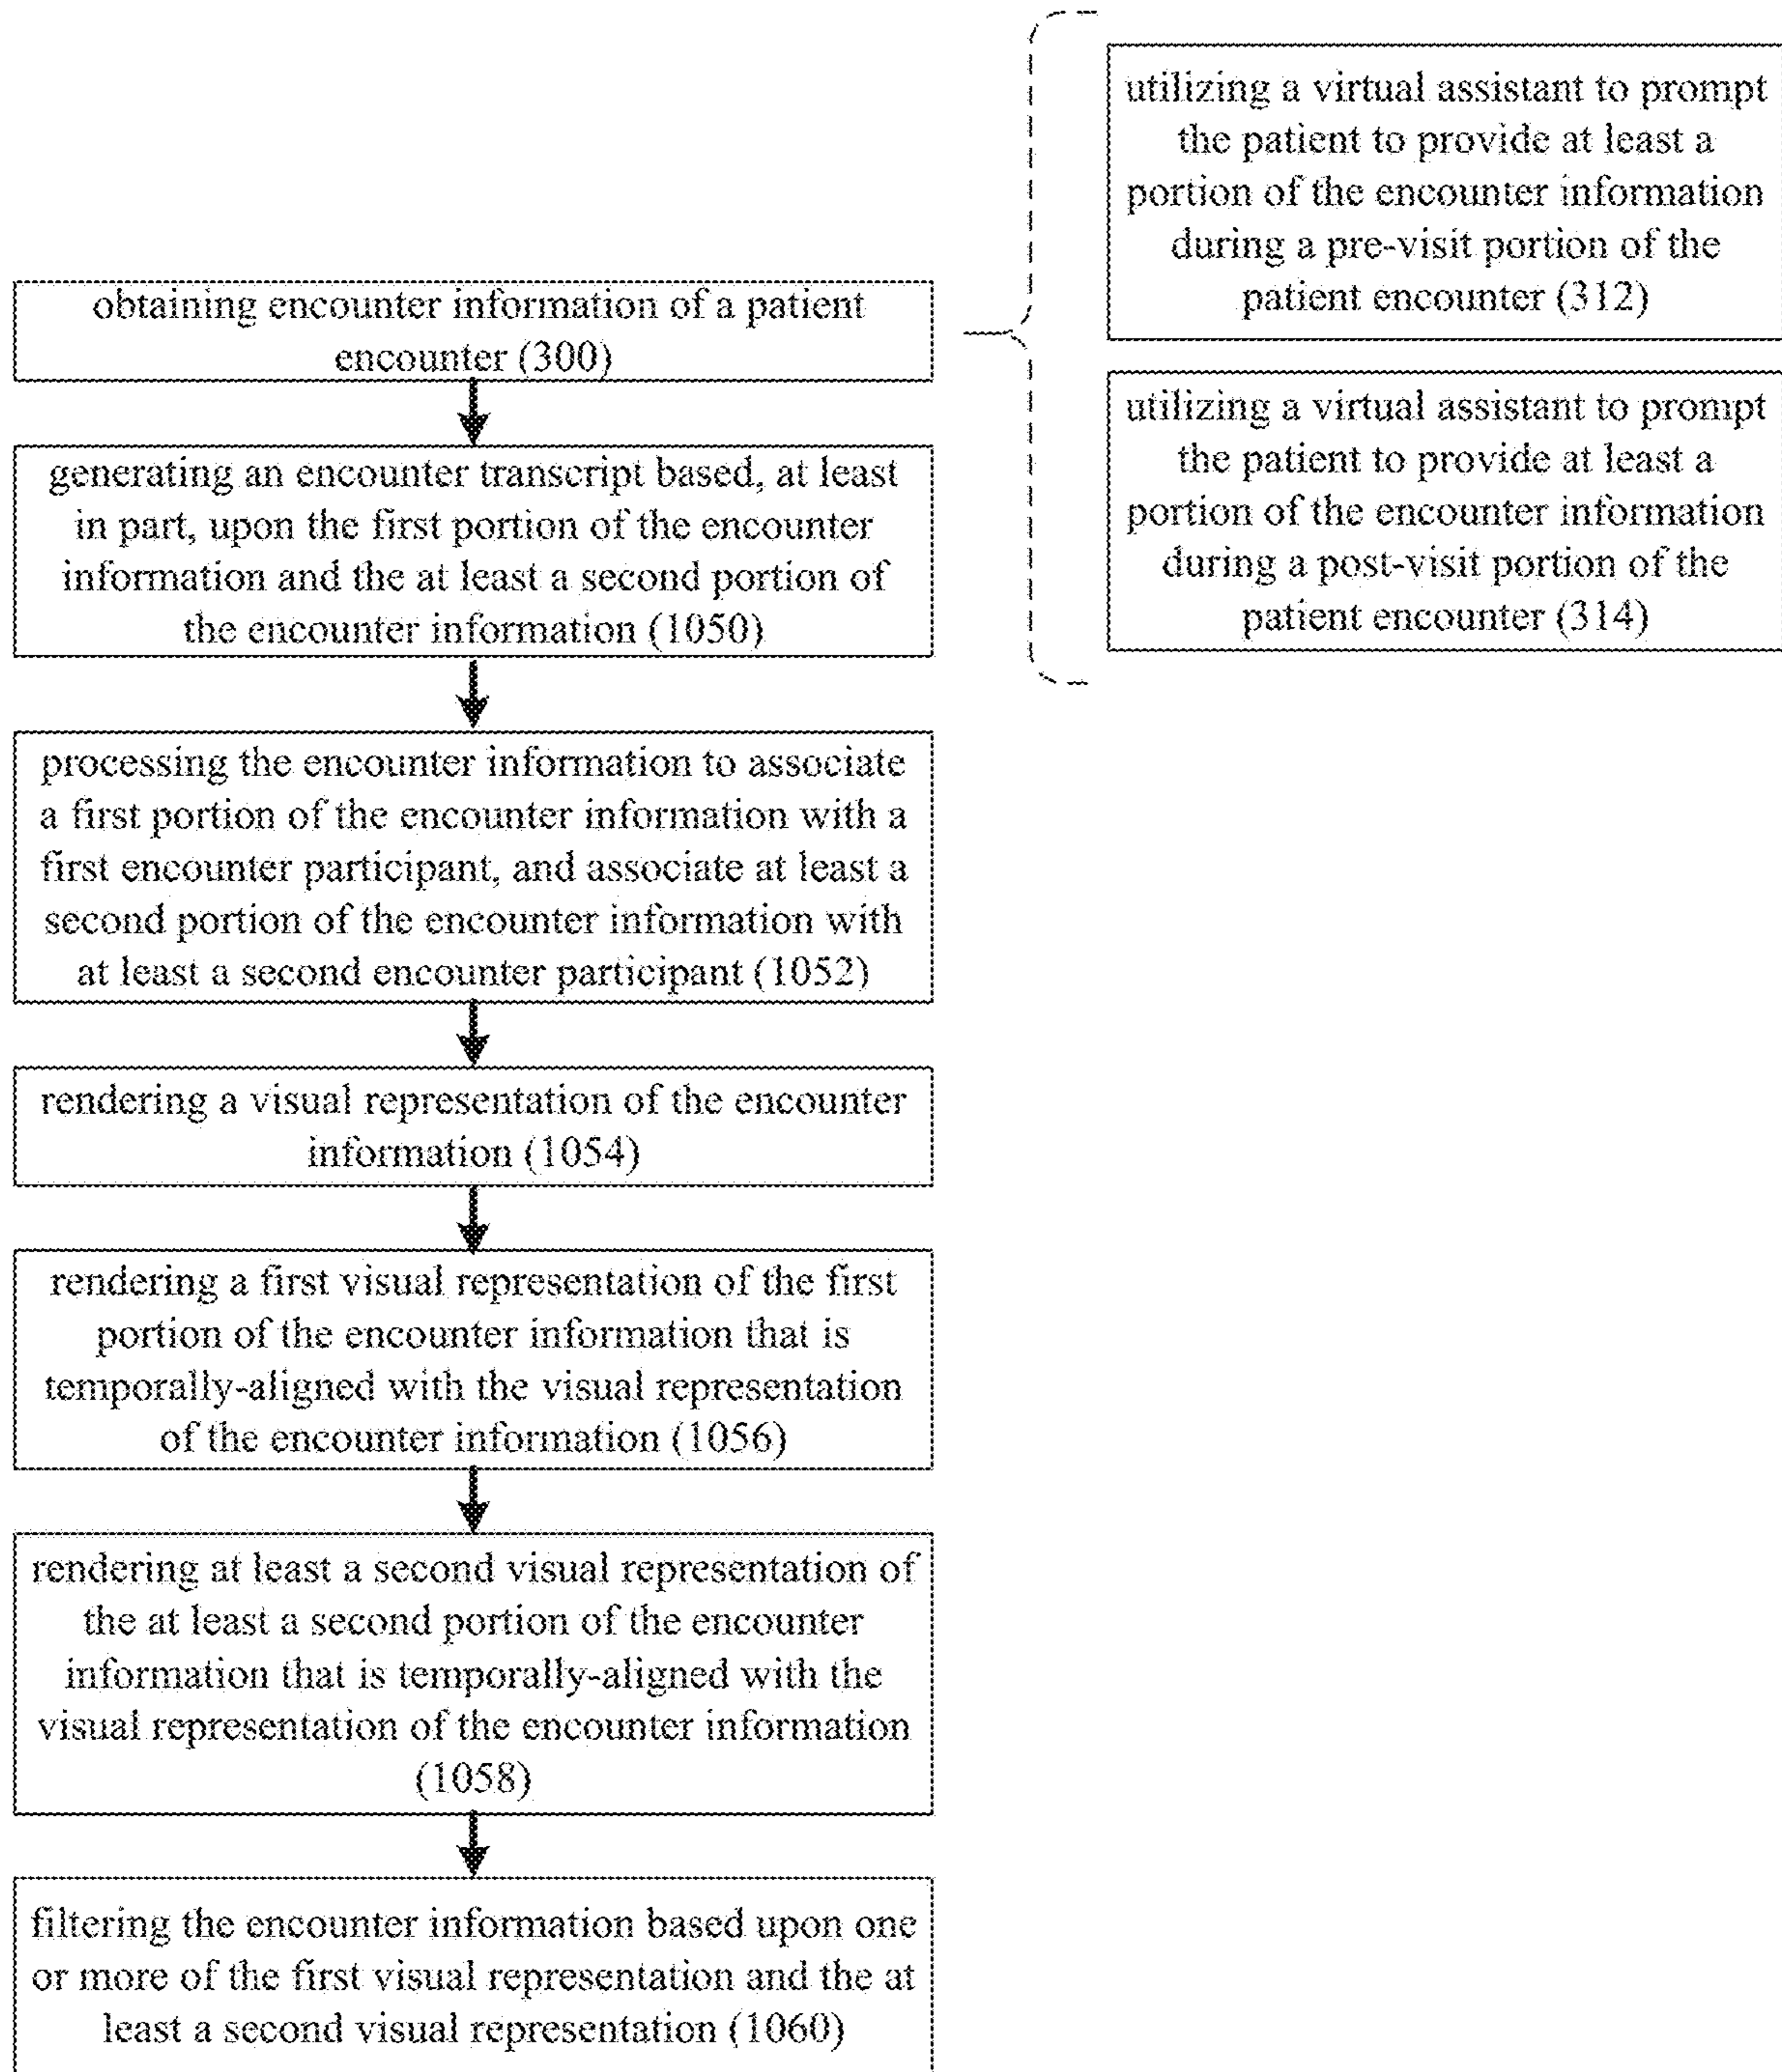 obtaining encounter information of a patient
encounter (300)
utilizing a virtual assistant to prompt
the patient to provide at least a
portion of the encounter information
during a pre-visit portion of the
patient encounter (312)
utilizing a virtual assistant to prompt
the patient to provide at least a
portion of the encounter information
during a post-visit portion of the
patient encounter (314)
generating an encounter transcript based, at least
in part, upon the first portion of the encounter
information and the at least a second portion of
the encounter information (1050)
processing the encounter information to associate
a first portion of the encounter information with a
first encounter participant, and associate at least a
second portion of the encounter information with
at least a second encounter participant (1052)
rendering a visual representation of the encounter
information (1054)
rendering a first visual representation of the first
portion of the encounter information that is
temporally-aligned with the visual representation
of the encounter information (1056)
rendering at least a second visual representation of
the at least a second portion of the encounter
information that is temporally-aligned with the
visual representation of the encounter information
(1058)
filtering the encounter information based upon one
or more of the first visual representation and the at
least a second visual representation (1060)